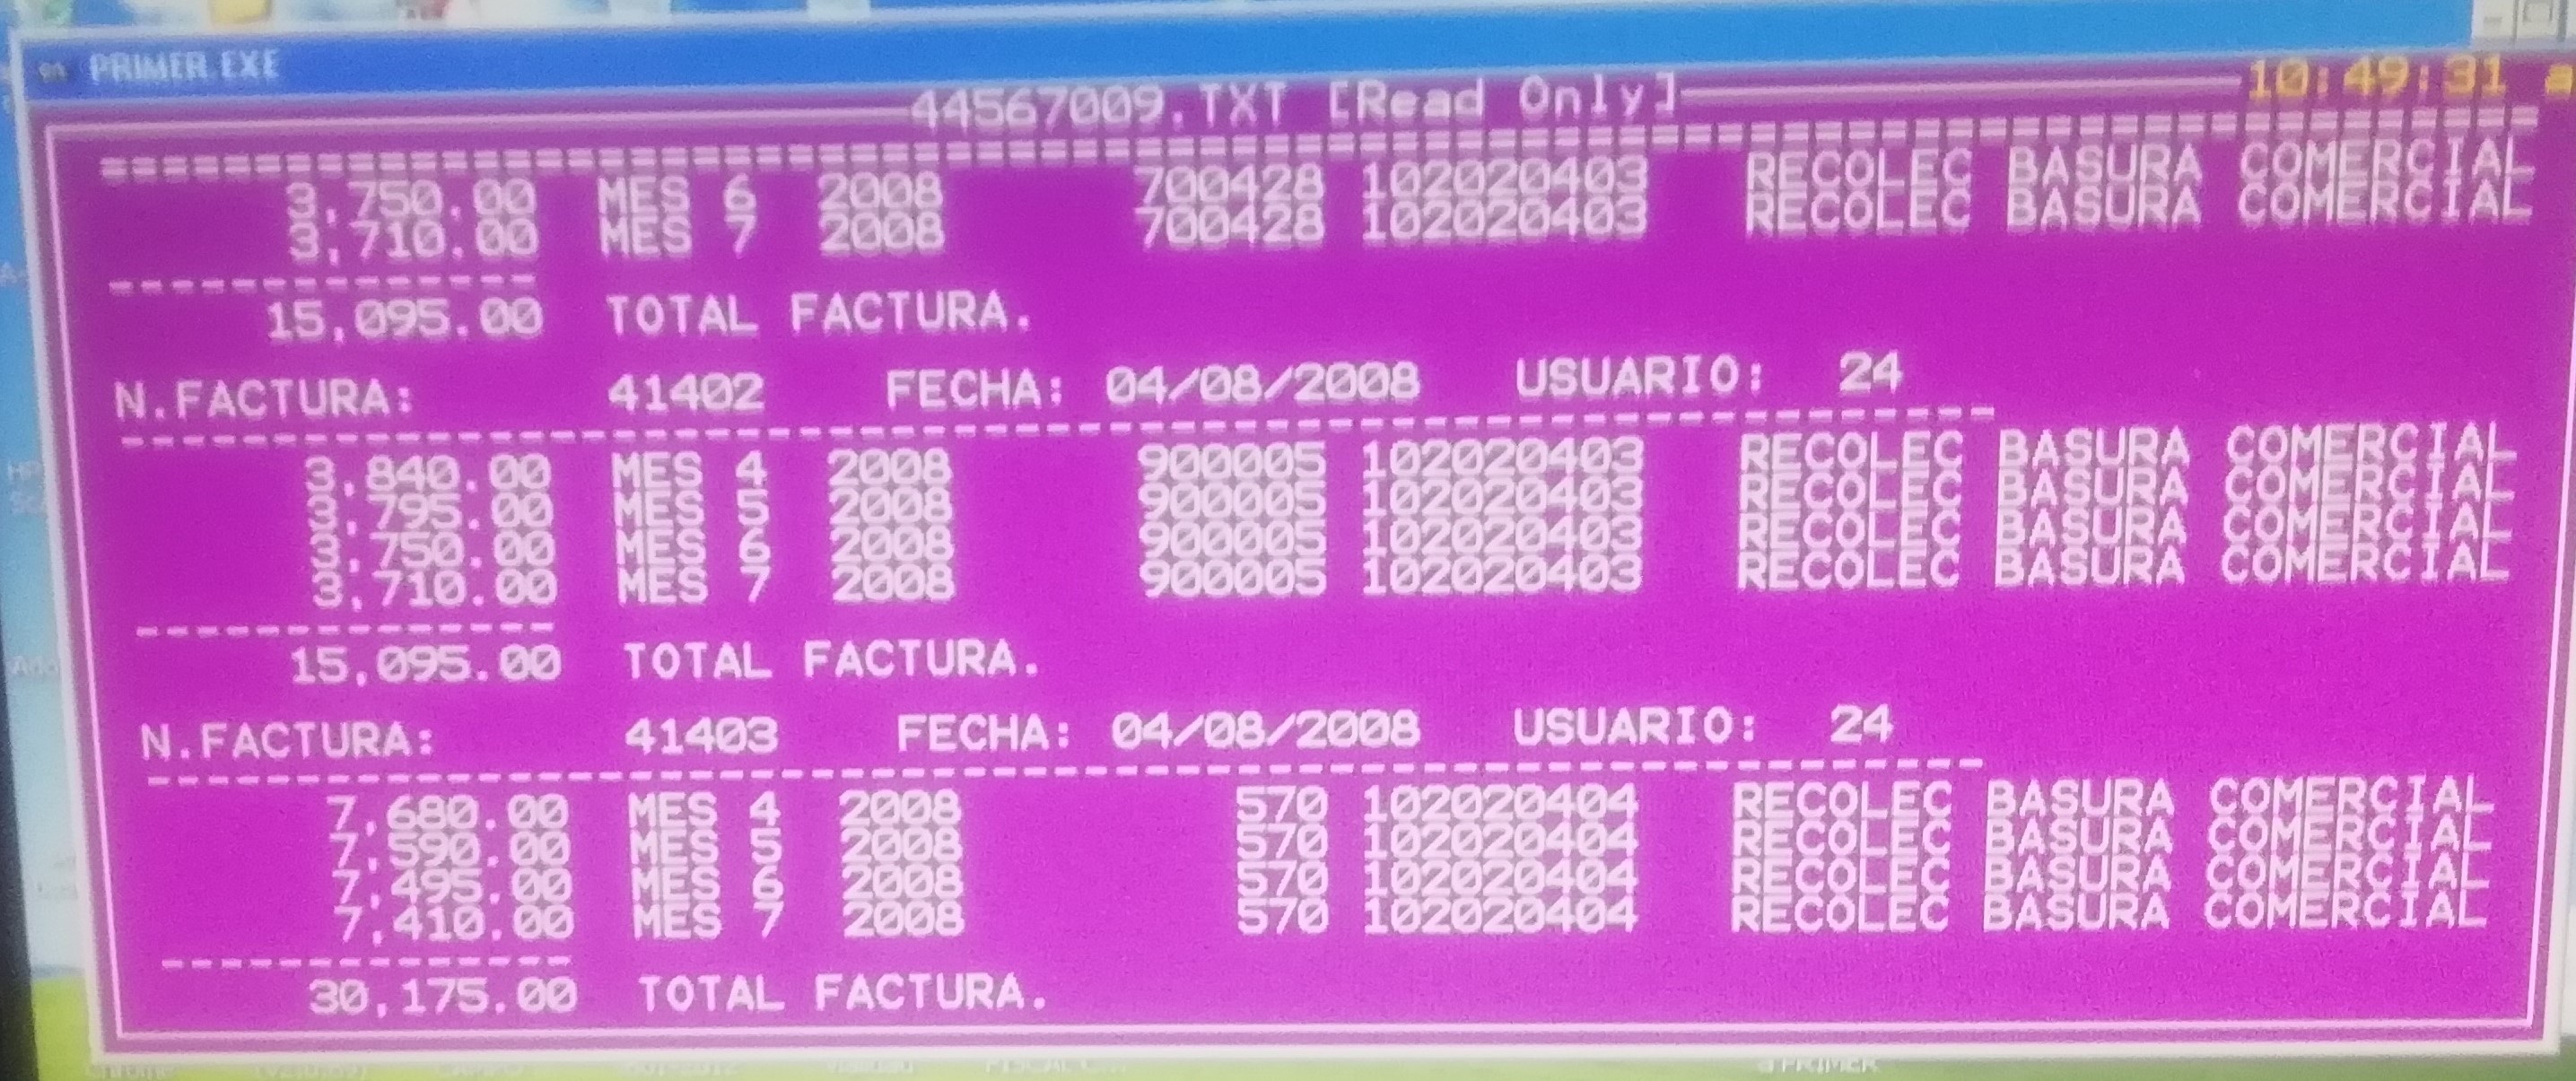 PRIMER.EXE
44567009.TXT [Read Only]
10:49:31 a
================================================================================
3,750.00 MES 6 2008 700428 102020403 RECOLEC BASURA COMERCIAL
3,710.00 MES 7 2008 700428 102020403 RECOLEC BASURA COMERCIAL
--------------
15,095.00 TOTAL FACTURA.
N.FACTURA: 41402 FECHA: 04/08/2008 USUARIO: 24
--------------------------------------------------------------
3,840.00 MES 4 2008 900005 102020403 RECOLEC BASURA COMERCIAL
3,795.00 MES 5 2008 900005 102020403 RECOLEC BASURA COMERCIAL
3,750.00 MES 6 2008 900005 102020403 RECOLEC BASURA COMERCIAL
3,710.00 MES 7 2008 900005 102020403 RECOLEC BASURA COMERCIAL
--------------
15,095.00 TOTAL FACTURA.
N.FACTURA: 41403 FECHA: 04/08/2008 USUARIO: 24
--------------------------------------------------------------
7,680.00 MES 4 2008 570 102020404 RECOLEC BASURA COMERCIAL
7,590.00 MES 5 2008 570 102020404 RECOLEC BASURA COMERCIAL
7,495.00 MES 6 2008 570 102020404 RECOLEC BASURA COMERCIAL
7,410.00 MES 7 2008 570 102020404 RECOLEC BASURA COMERCIAL
--------------
30,175.00 TOTAL FACTURA.
PRIMER